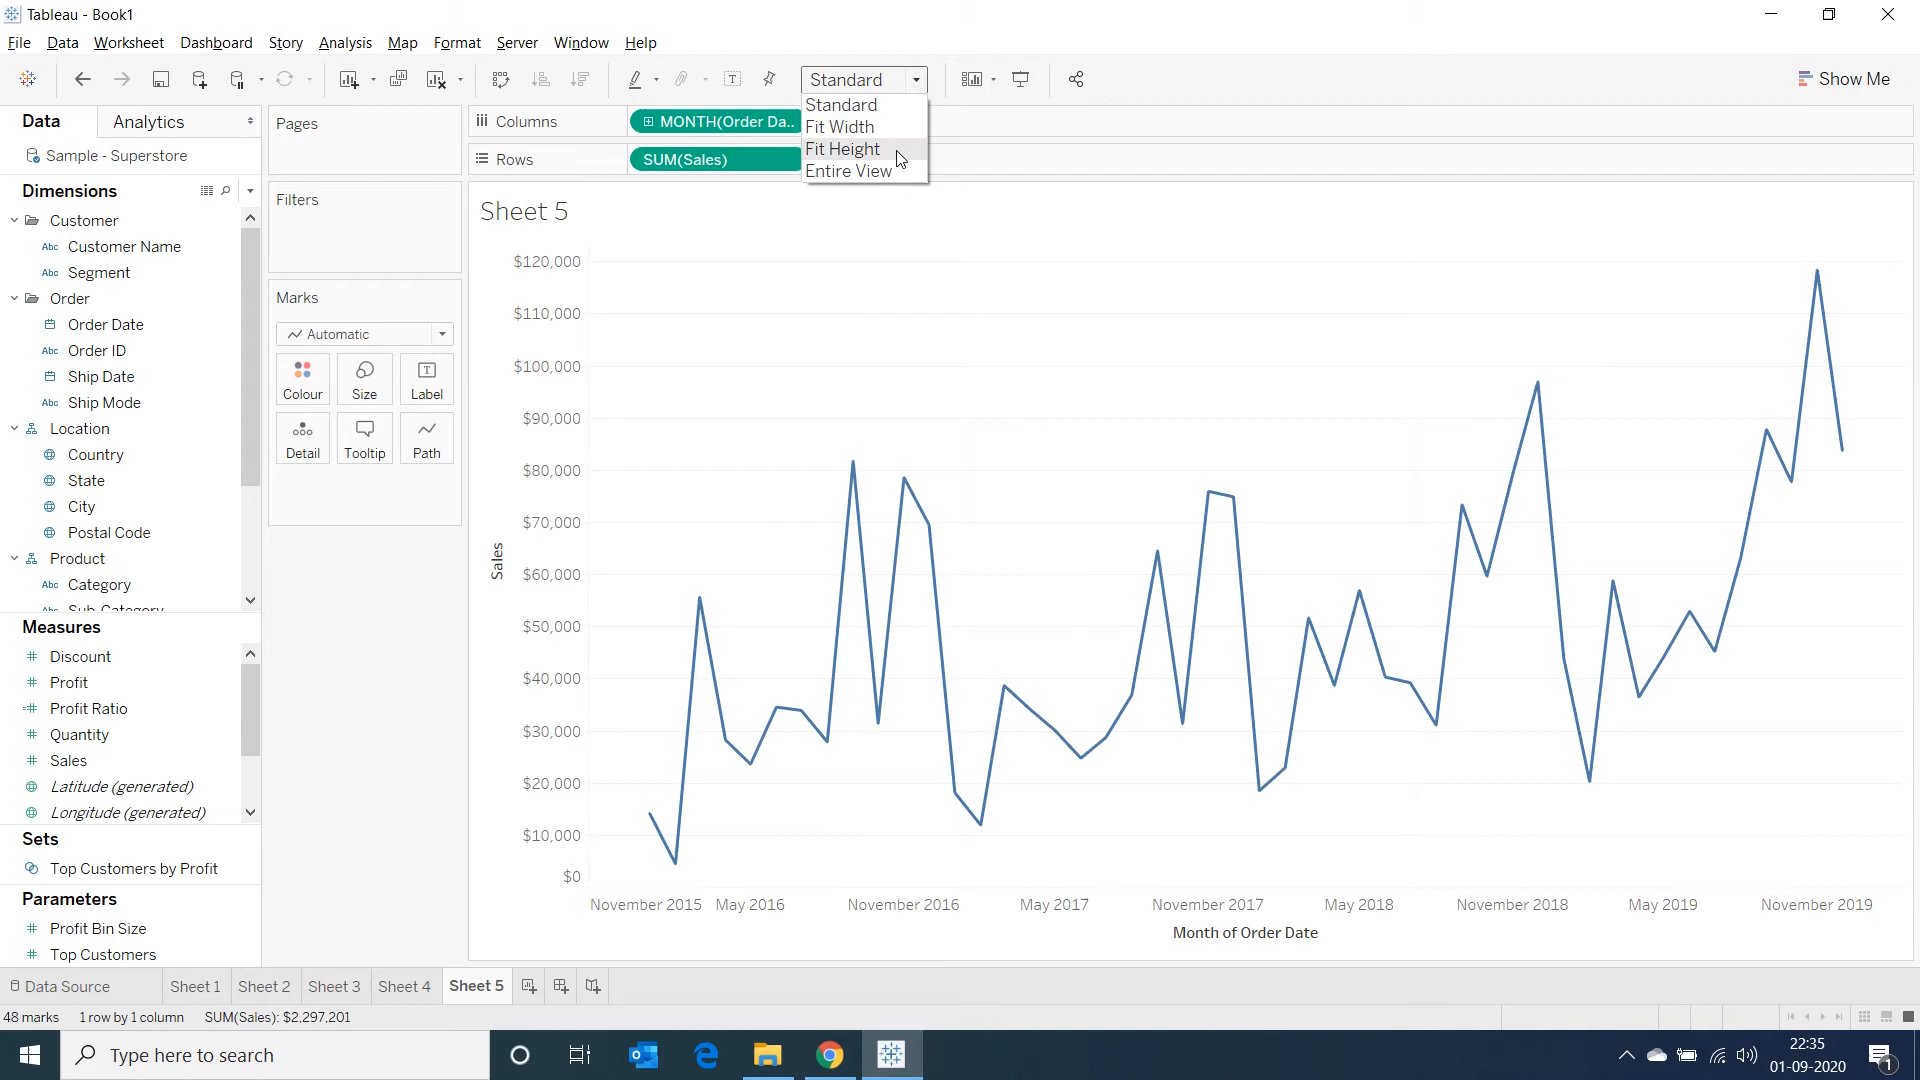 Tableau - Book1
File Data Worksheet Dashboard Story Analysis Map Format Server Window Help
Standard
Show Me
Standard
Fit Width
Fit Height
Entire View
Data
Analytics
Sample - Superstore
Pages
Columns
MONTH(Order Da..
Rows
SUM(Sales)
Dimensions
Customer
Abc Customer Name
Abc Segment
Order
Order Date
Abc Order ID
Ship Date
Abc Ship Mode
Location
Country
State
City
Postal Code
Product
Abc Category
Abc Sub-Category
Measures
# Discount
# Profit
=# Profit Ratio
# Quantity
# Sales
Latitude (generated)
Longitude (generated)
Sets
Top Customers by Profit
Parameters
# Profit Bin Size
# Top Customers
Filters
Marks
Automatic
Colour
Size
T
Label
Detail
Tooltip
Path
Sheet 5
Sales
$120,000
$110,000
$100,000
$90,000
$80,000
$70,000
$60,000
$50,000
$40,000
$30,000
$20,000
$10,000
$0
November 2015 May 2016 November 2016 May 2017 November 2017 May 2018 November 2018 May 2019 November 2019
Month of Order Date
Data Source
Sheet 1
Sheet 2
Sheet 3
Sheet 4
Sheet 5
48 marks 1 row by 1 column SUM(Sales): $2,297,201
Type here to search
22:35
01-09-2020
1